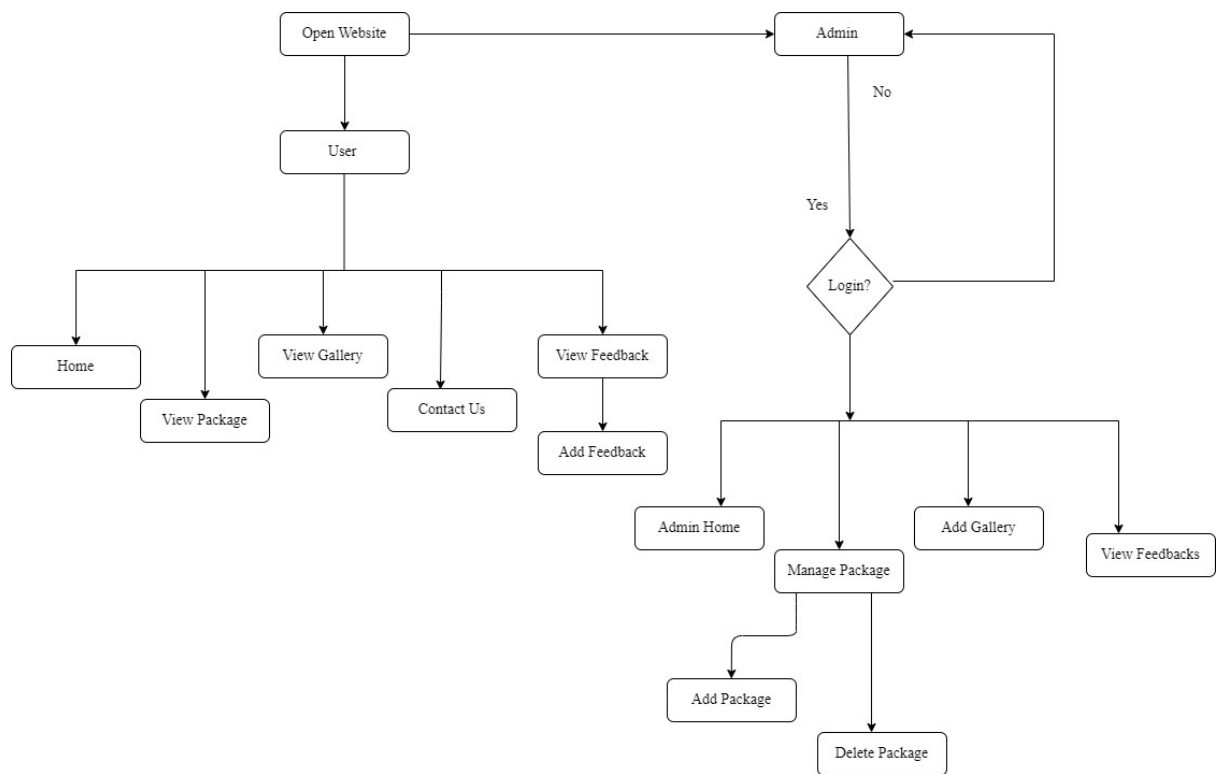 Open Website
Admin
No
User
Yes
Login?
Home
View Gallery
View Feedback
View Package
Contact Us
Add Feedback
Admin Home
Add Gallery
Manage Package
View Feedbacks
Add Package
Delete Package